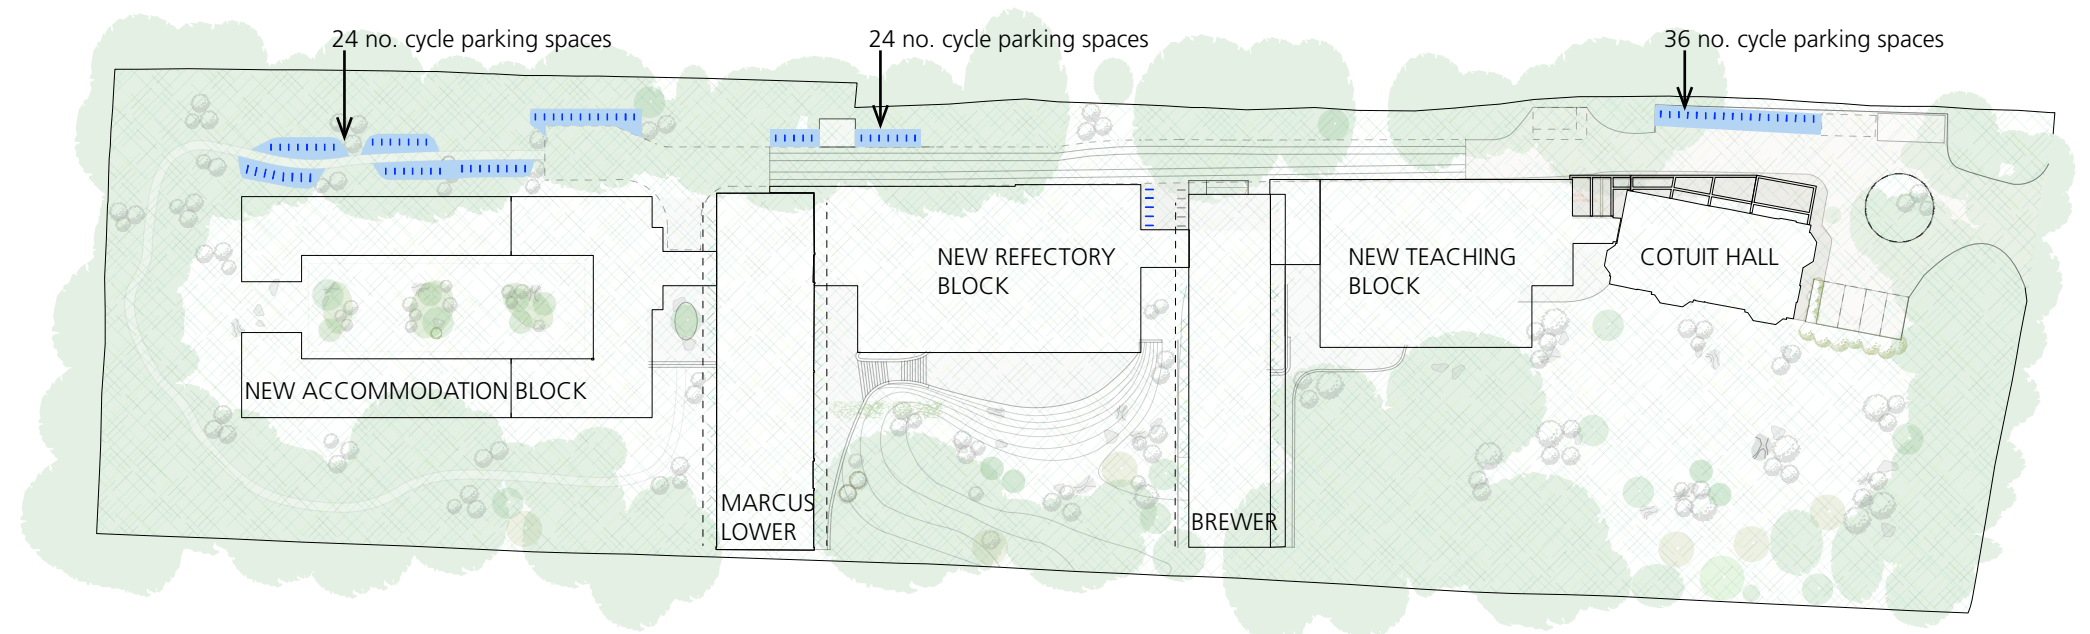 24 no. cycle parking spaces
24 no. cycle parking spaces
36 no. cycle parking spaces
NEW REFECTORY
BLOCK
NEW TEACHING
BLOCK
COTUIT HALL
NEW ACCOMMODATION BLOCK
MARCUS
LOWER
BREWER